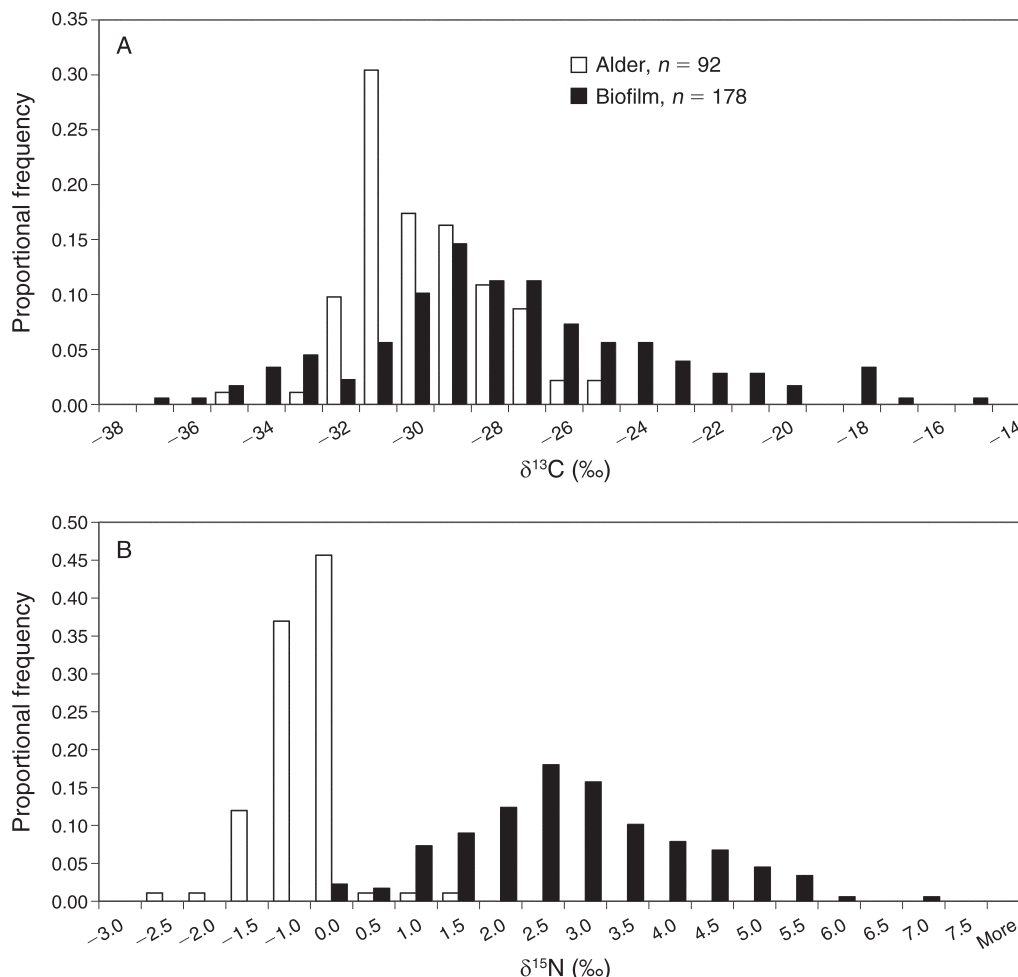 A
Alder, n = 92
Biofilm, n = 178
Proportional frequency
0.35
0.30
0.25
0.20
0.15
0.10
0.05
0.00
−38 −36 −34 −32 −30 −28 −26 −24 −22 −20 −18 −16 −14
δ¹³C (‰)
B
Proportional frequency
0.50
0.45
0.40
0.35
0.30
0.25
0.20
0.15
0.10
0.05
0.00
−3.0 −2.5 −2.0 −1.5 −1.0 0.0 0.5 1.0 1.5 2.0 2.5 3.0 3.5 4.0 4.5 5.0 5.5 6.0 6.5 7.0 7.5 More
δ¹⁵N (‰)